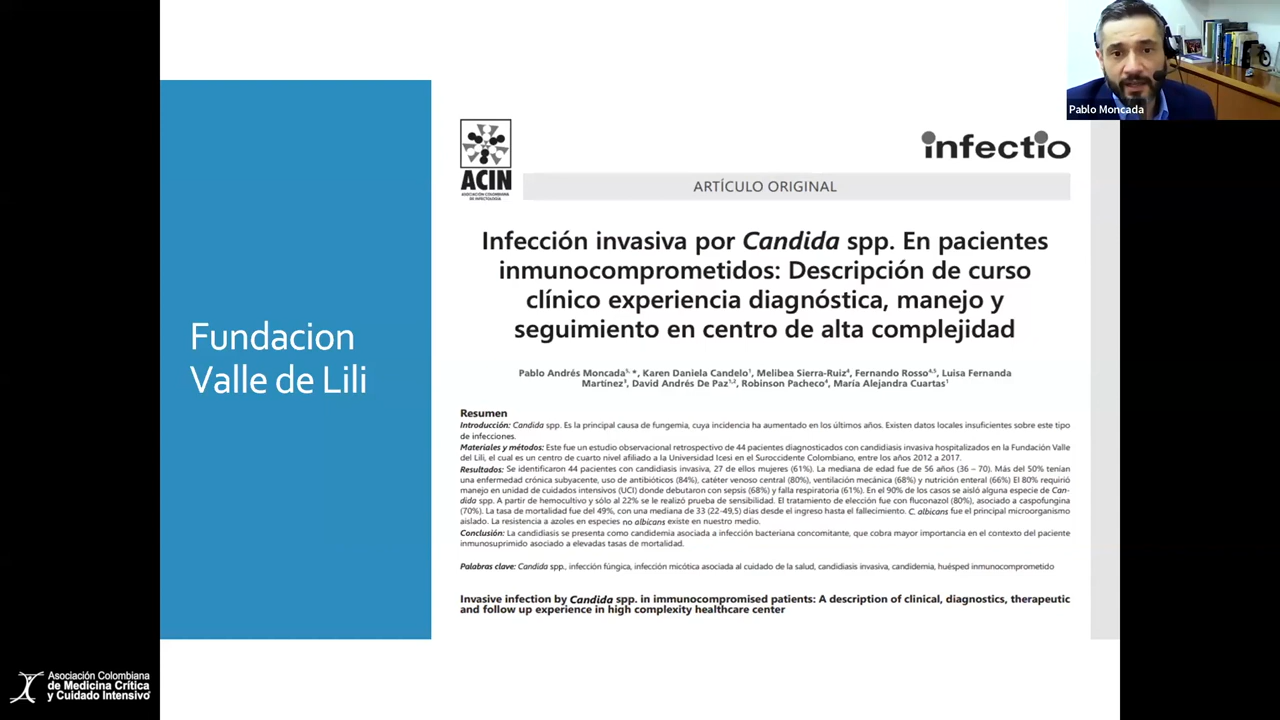 Pablo Moncada
Fundacion
Valle de Lili
ACIN
ASOCIACIÓN COLOMBIANA
DE INFECTOLOGÍA
infectio
ARTÍCULO ORIGINAL
Infección invasiva por Candida spp. En pacientes
inmunocomprometidos: Descripción de curso
clínico experiencia diagnóstica, manejo y
seguimiento en centro de alta complejidad
Pablo Andrés Moncada¹,*, Karen Daniela Candelo¹, Melibea Sierra-Ruiz⁴, Fernando Rosso⁴,⁵, Luisa Fernanda
Martínez³, David Andrés De Paz¹,², Robinson Pacheco⁴, María Alejandra Cuartas¹
Resumen
Introducción: Candida spp. Es la principal causa de fungemia, cuya incidencia ha aumentado en los últimos años. Existen datos locales insuficientes sobre este tipo
de infecciones.
Materiales y métodos: Este fue un estudio observacional retrospectivo de 44 pacientes diagnosticados con candidiasis invasiva hospitalizados en la Fundación Valle
del Lili, el cual es un centro de cuarto nivel afiliado a la Universidad Icesi en el Suroccidente Colombiano, entre los años 2012 a 2017.
Resultados: Se identificaron 44 pacientes con candidiasis invasiva, 27 de ellos mujeres (61%). La mediana de edad fue de 56 años (36 – 70). Más del 50% tenían
una enfermedad crónica subyacente, uso de antibióticos (84%), catéter venoso central (80%), ventilación mecánica (68%) y nutrición enteral (66%) El 80% requirió
manejo en unidad de cuidados intensivos (UCI) donde debutaron con sepsis (68%) y falla respiratoria (61%). En el 90% de los casos se aisló alguna especie de Can-
dida spp. A partir de hemocultivo y sólo al 22% se le realizó prueba de sensibilidad. El tratamiento de elección fue con fluconazol (80%), asociado a caspofungina
(70%). La tasa de mortalidad fue del 49%, con una mediana de 33 (22-49,5) días desde el ingreso hasta el fallecimiento. C. albicans fue el principal microorganismo
aislado. La resistencia a azoles en especies no albicans existe en nuestro medio.
Conclusión: La candidiasis se presenta como candidemia asociada a infección bacteriana concomitante, que cobra mayor importancia en el contexto del paciente
inmunosuprimido asociado a elevadas tasas de mortalidad.
Palabras clave: Candida spp., infección fúngica, infección micótica asociada al cuidado de la salud, candidiasis invasiva, candidemia, huésped inmunocomprometido
Invasive infection by Candida spp. in immunocompromised patients: A description of clinical, diagnostics, therapeutic
and follow up experience in high complexity healthcare center
Asociación Colombiana
de Medicina Crítica
y Cuidado Intensivo